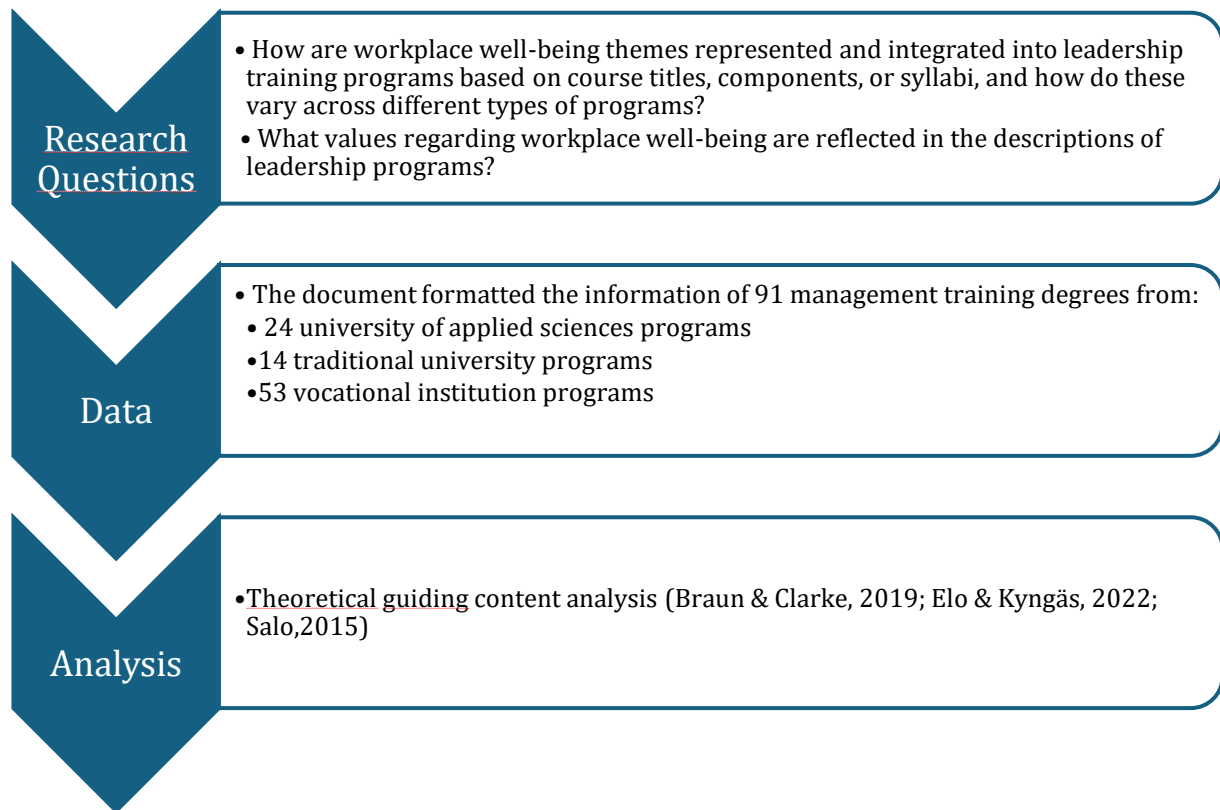 Research
Questions
• How are workplace well-being themes represented and integrated into leadership
training programs based on course titles, components, or syllabi, and how do these
vary across different types of programs?
• What values regarding workplace well-being are reflected in the descriptions of
leadership programs?
Data
• The document formatted the information of 91 management training degrees from:
• 24 university of applied sciences programs
•14 traditional university programs
•53 vocational institution programs
Analysis
•Theoretical guiding content analysis (Braun & Clarke, 2019; Elo & Kyngäs, 2022;
Salo,2015)